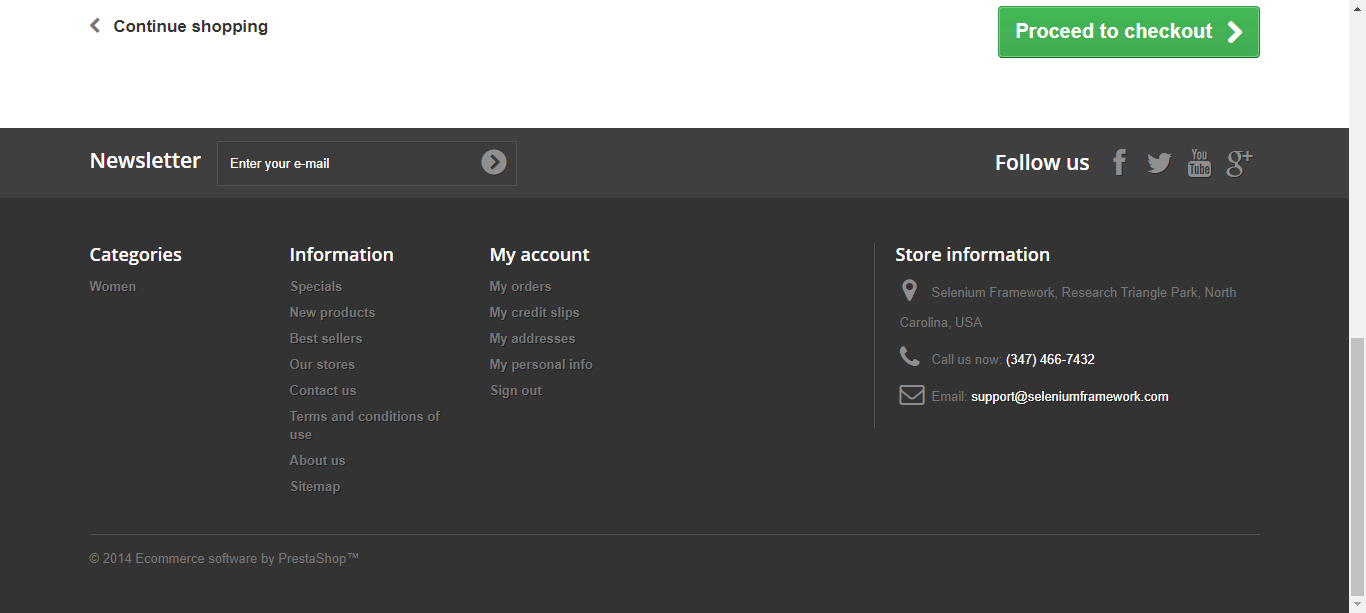 Continue shopping
Proceed to checkout
Newsletter
Enter your e-mail
Follow us
You
Tube
g+
Categories
Women
Information
Specials
New products
Best sellers
Our stores
Contact us
Terms and conditions of
use
About us
Sitemap
My account
My orders
My credit slips
My addresses
My personal info
Sign out
Store information
Selenium Framework, Research Triangle Park, North
Carolina, USA
Call us now: (347) 466-7432
Email: support@seleniumframework.com
© 2014 Ecommerce software by PrestaShop™